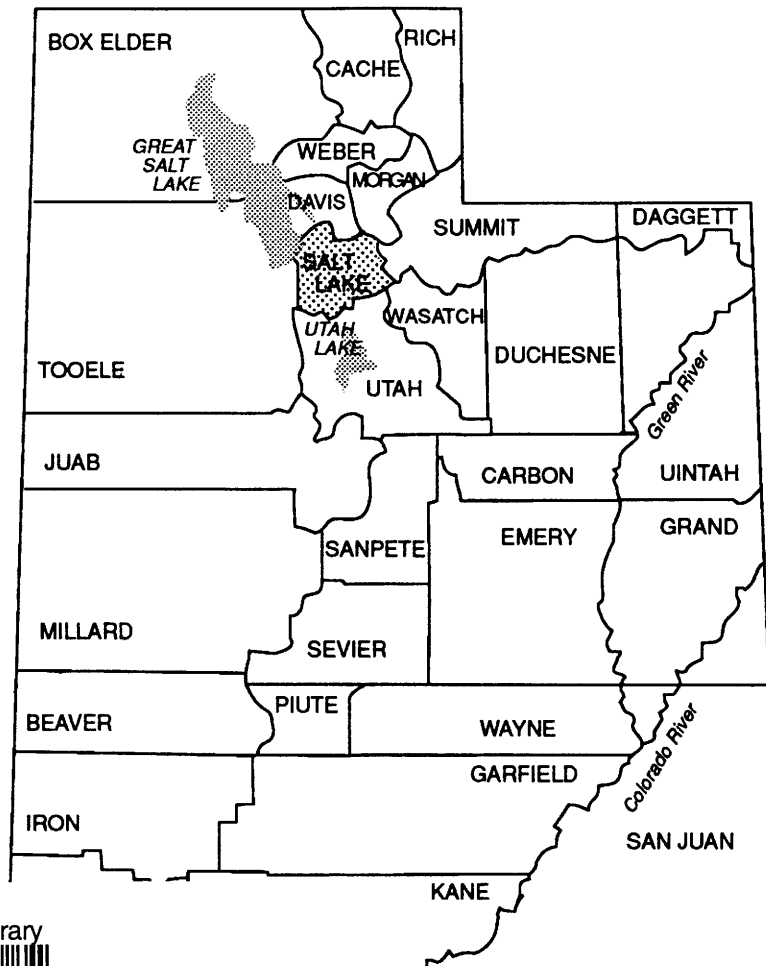 BOX ELDER
RICH
CACHE
GREAT
SALT
LAKE
WEBER
MORGAN
DAVIS
SUMMIT
DAGGETT
SALT
LAKE
UTAH
LAKE
WASATCH
DUCHESNE
TOOELE
UTAH
Green River
JUAB
CARBON
UINTAH
EMERY
GRAND
SANPETE
MILLARD
SEVIER
PIUTE
BEAVER
WAYNE
GARFIELD
Colorado River
IRON
SAN JUAN
KANE
rary